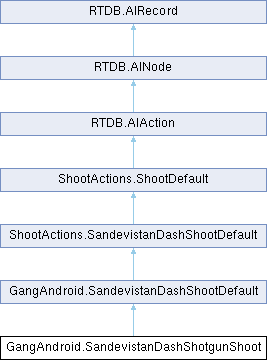 RTDB.AIRecord
RTDB.AINode
RTDB.AIAction
ShootActions.ShootDefault
ShootActions.SandevistanDashShootDefault
GangAndroid.SandevistanDashShootDefault
GangAndroid.SandevistanDashShotgunShoot